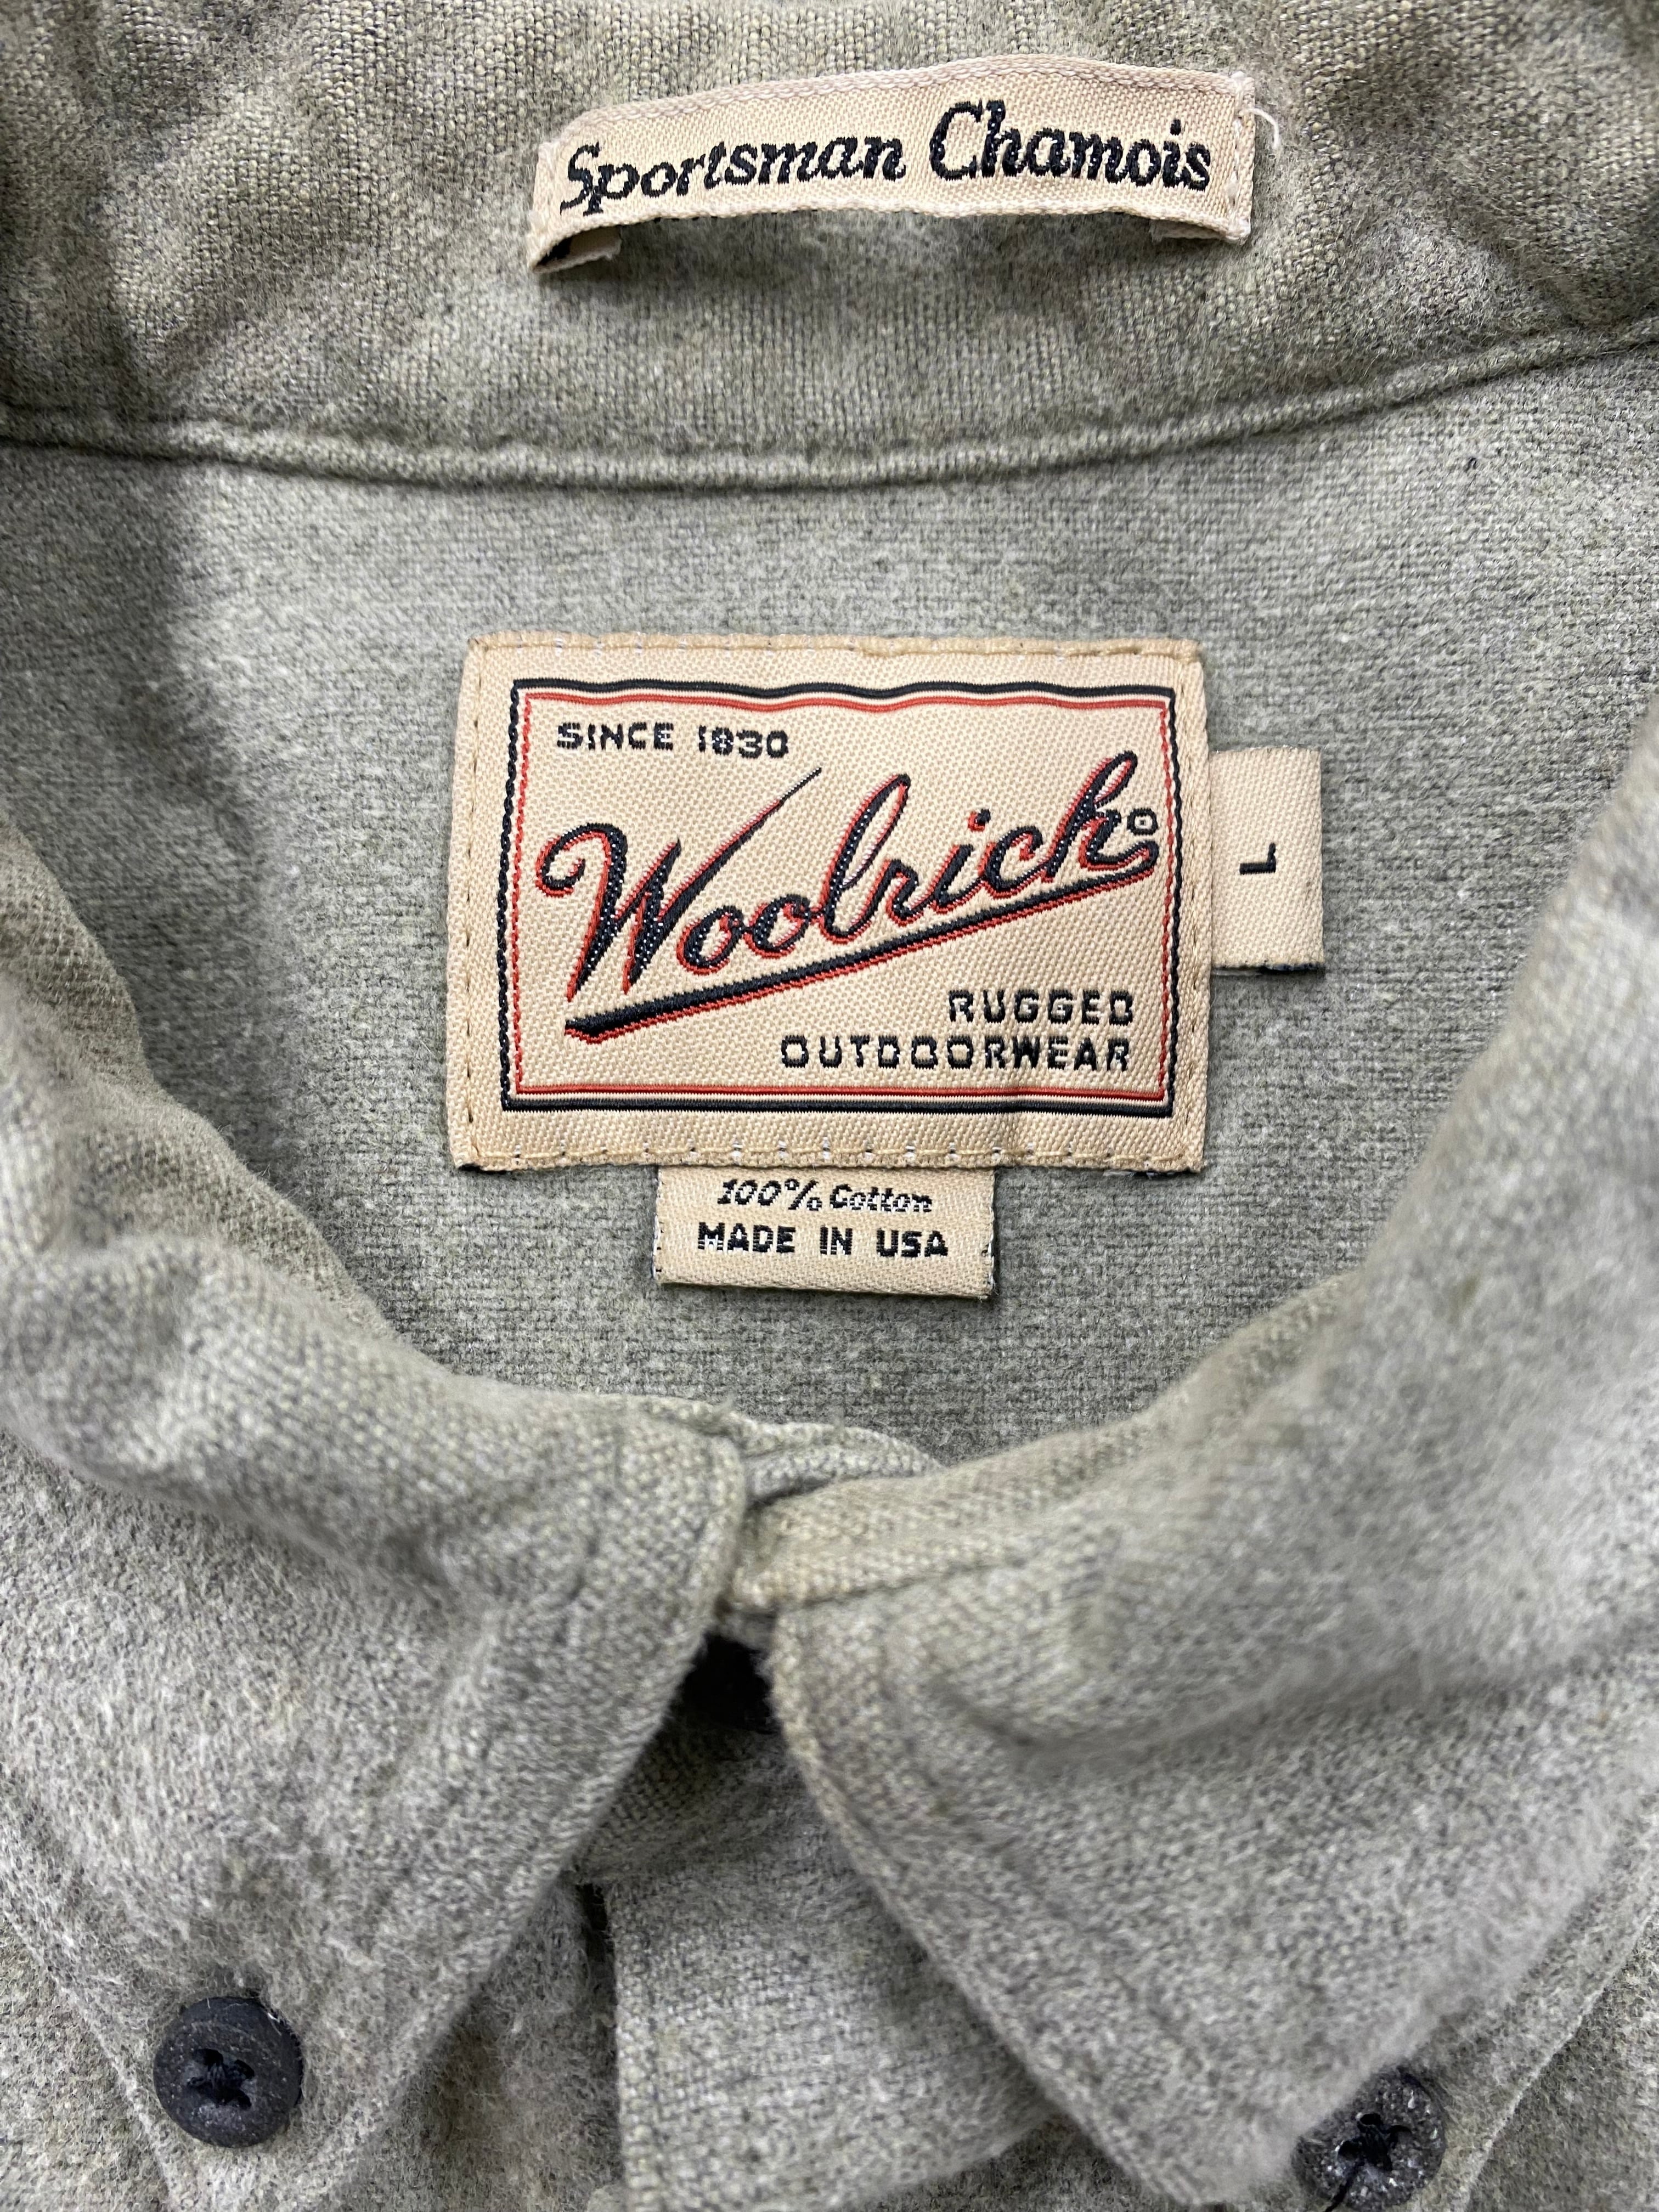 Sportsman Chamois
SINCE 1830
Woolrich®
L
RUGGED
OUTDOORWEAR
100% Cotton
MADE IN USA